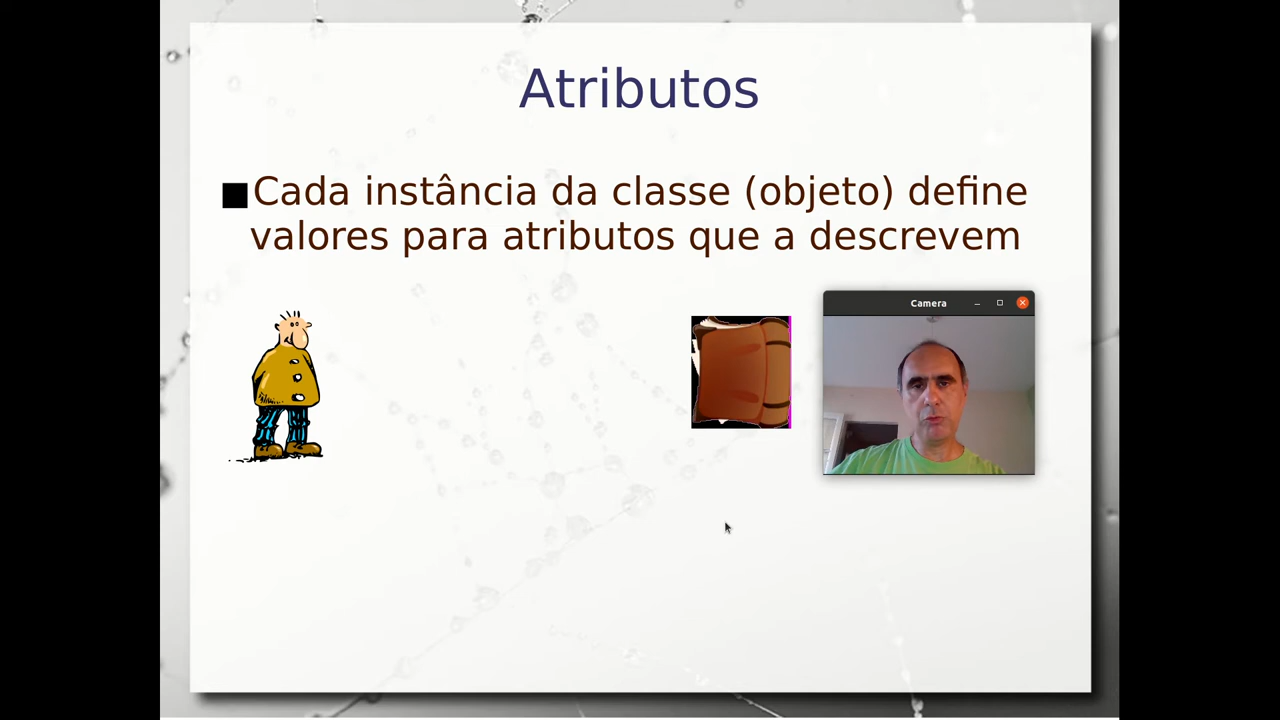 Atributos
Cada instância da classe (objeto) define
valores para atributos que a descrevem
Camera